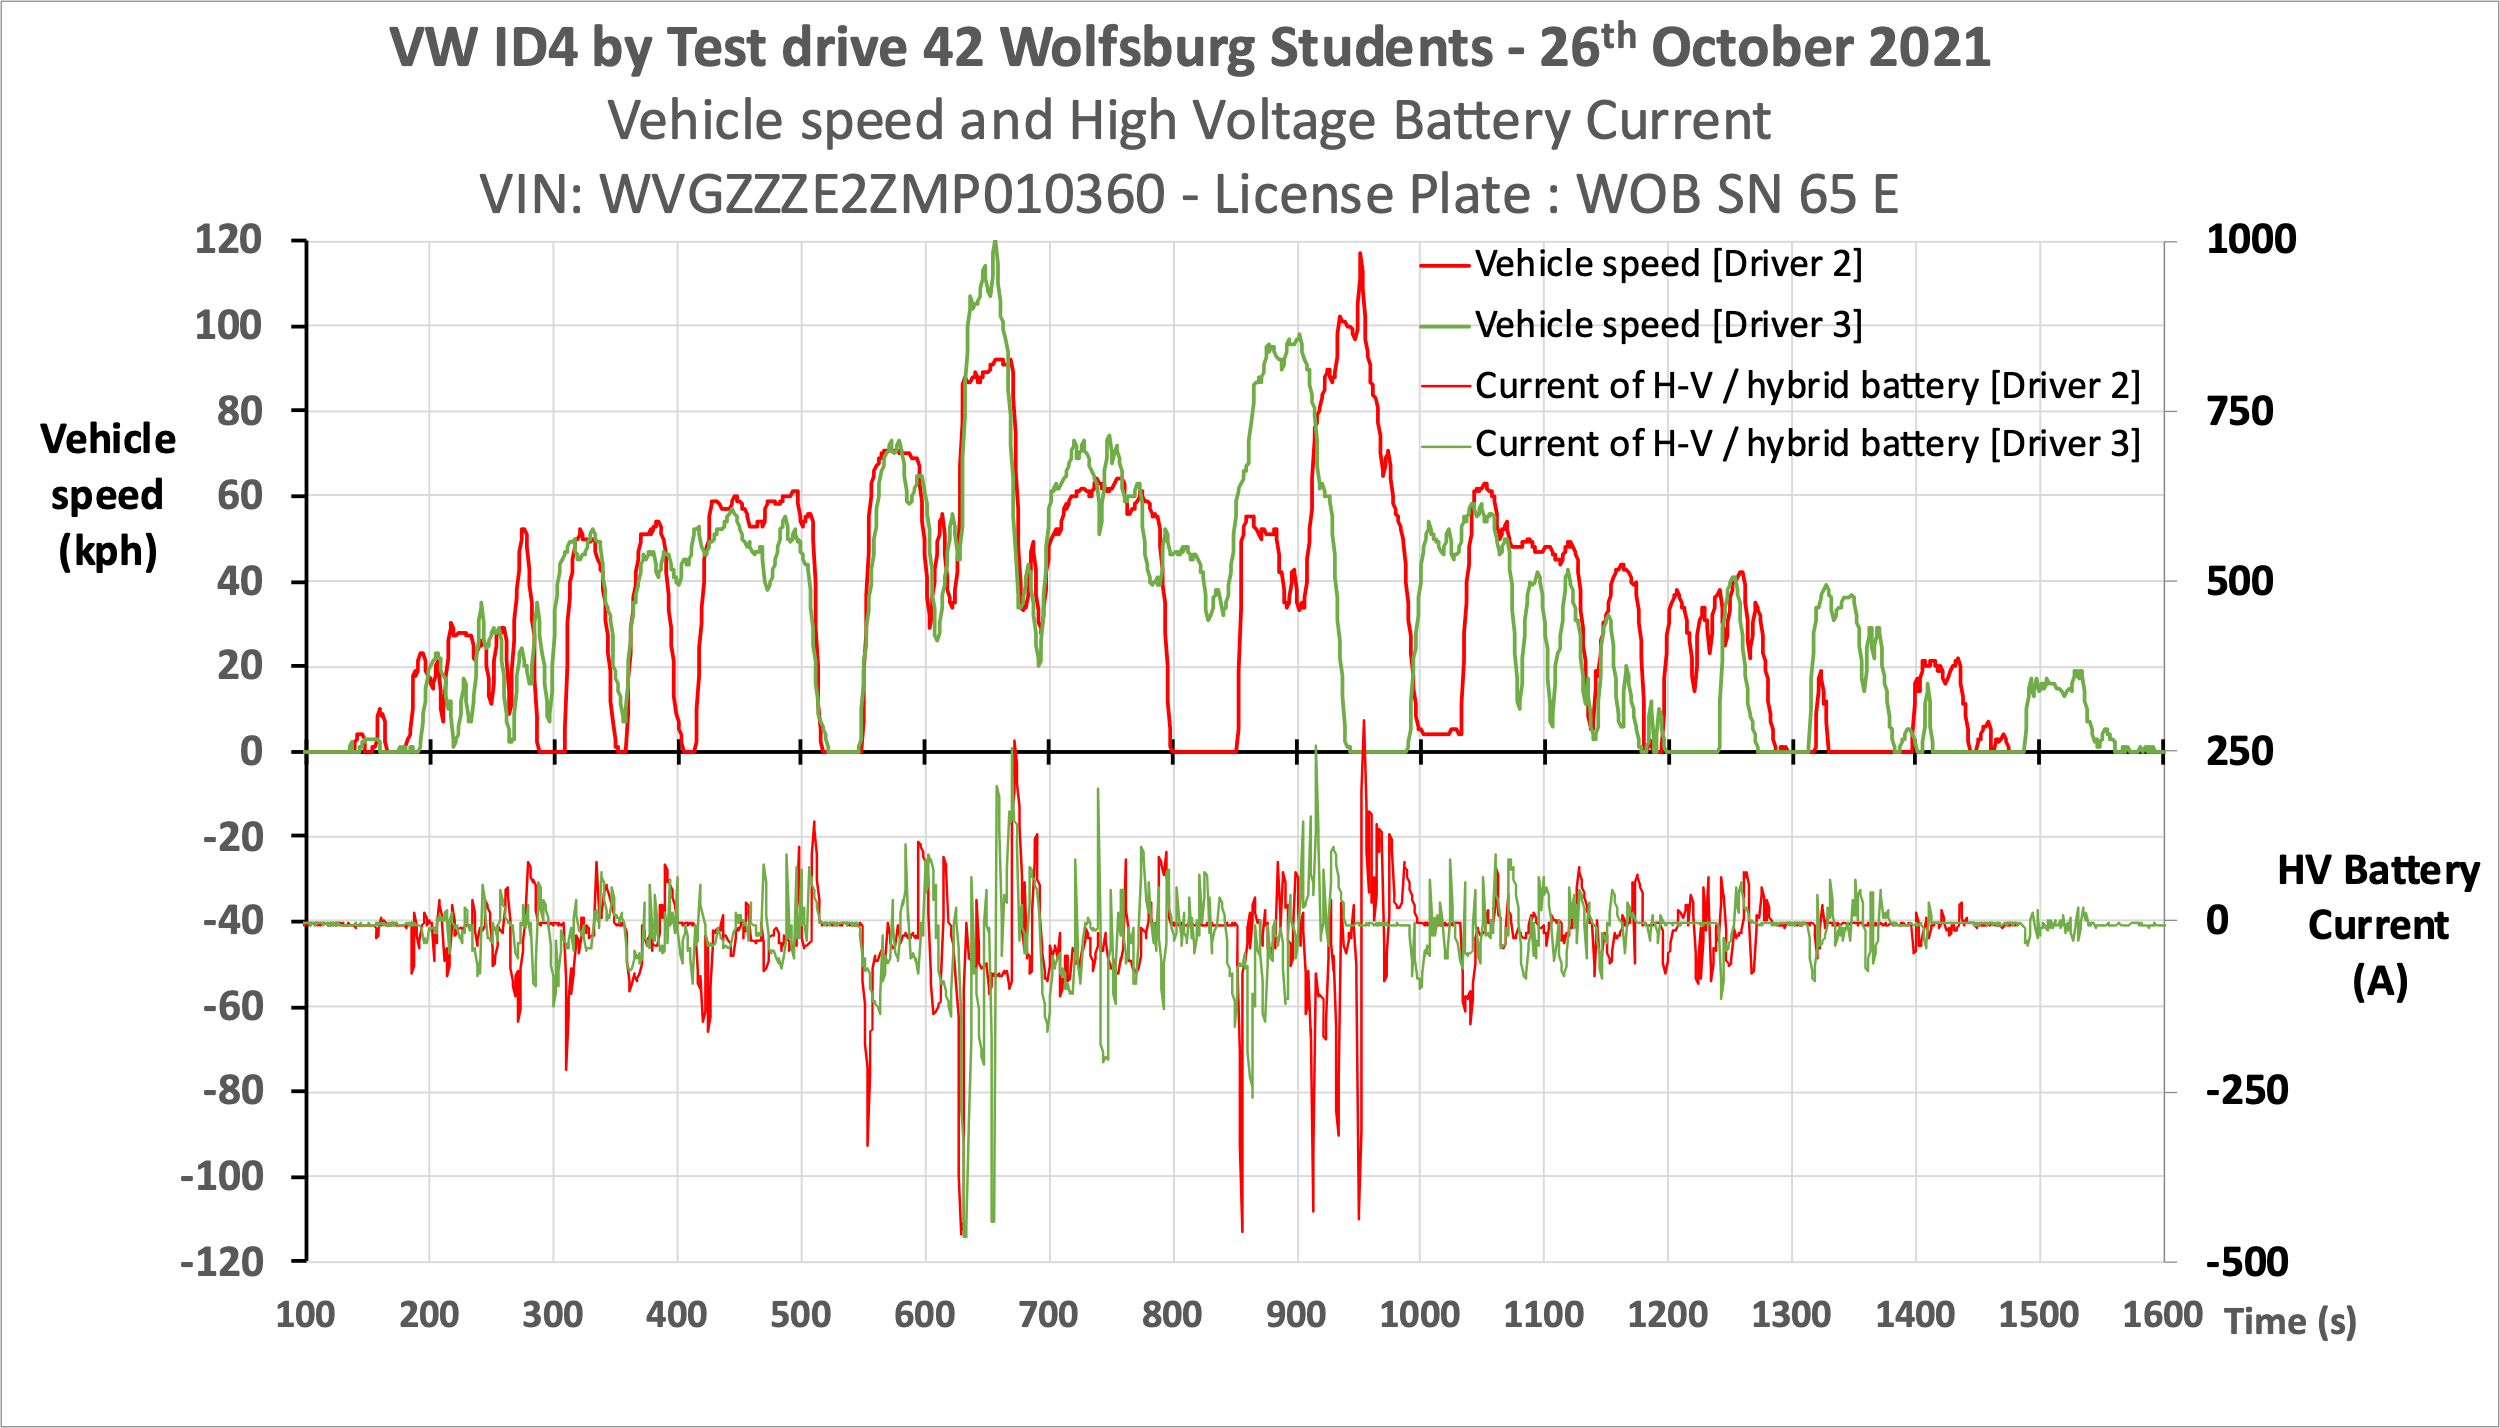 VW ID4 by Test drive 42 Wolfsburg Students - 26th October 2021
Vehicle speed and High Voltage Battery Current
VIN: WVGZZZE2ZMP010360 - License Plate : WOB SN 65 E
120
100
80
60
40
20
0
-20
-40
-60
-80
-100
-120
Vehicle
speed
(kph)
Vehicle speed [Driver 2]
Vehicle speed [Driver 3]
Current of H-V / hybrid battery [Driver 2]
Current of H-V / hybrid battery [Driver 3]
1000
750
500
250
0
-250
-500
HV Battery
Current
(A)
100 200 300 400 500 600 700 800 900 1000 1100 1200 1300 1400 1500 1600 Time (s)